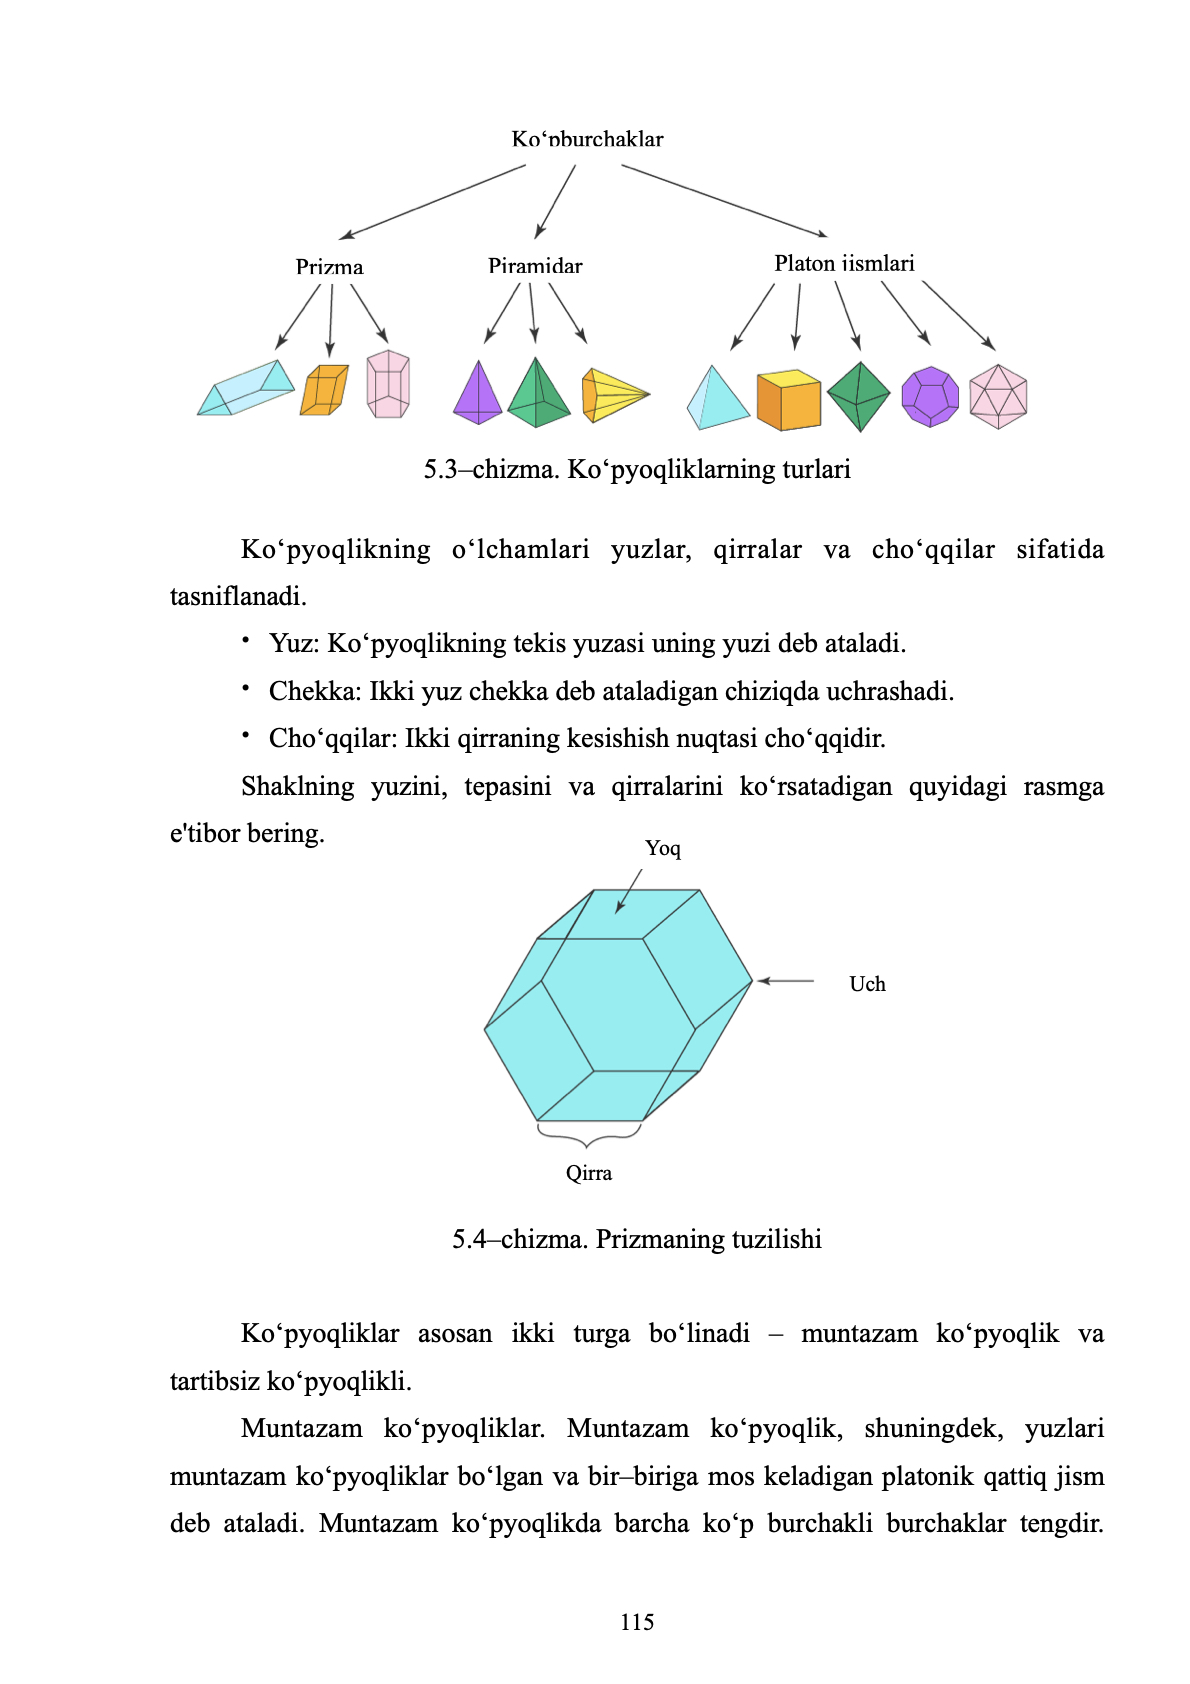 Ko‘pburchaklar
Prizma
Piramidar
Platon jismlari
5.3–chizma. Ko‘pyoqliklarning turlari
Ko‘pyoqlikning o‘lchamlari yuzlar, qirralar va cho‘qqilar sifatida
tasniflanadi.
• Yuz: Ko‘pyoqlikning tekis yuzasi uning yuzi deb ataladi.
• Chekka: Ikki yuz chekka deb ataladigan chiziqda uchrashadi.
• Cho‘qqilar: Ikki qirraning kesishish nuqtasi cho‘qqidir.
Shaklning yuzini, tepasini va qirralarini ko‘rsatadigan quyidagi rasmga
e'tibor bering.
Yoq
Uch
Qirra
5.4–chizma. Prizmaning tuzilishi
Ko‘pyoqliklar asosan ikki turga bo‘linadi – muntazam ko‘pyoqlik va
tartibsiz ko‘pyoqlikli.
Muntazam ko‘pyoqliklar. Muntazam ko‘pyoqlik, shuningdek, yuzlari
muntazam ko‘pyoqliklar bo‘lgan va bir–biriga mos keladigan platonik qattiq jism
deb ataladi. Muntazam ko‘pyoqlikda barcha ko‘p burchakli burchaklar tengdir.
115